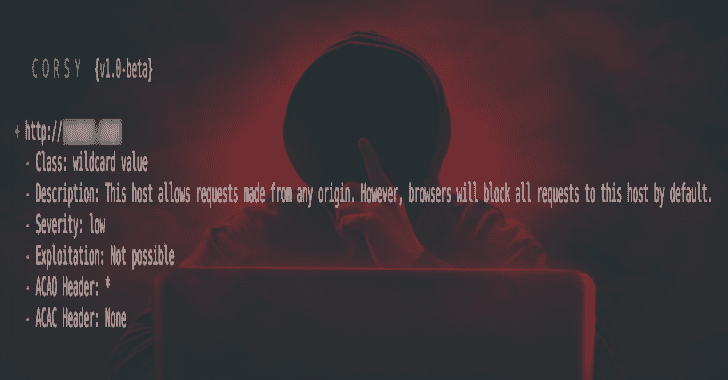 CORSY {v1.0-beta}
+ http://
- Class: wildcard value
- Description: This host allows requests made from any origin. However, browsers will block all requests to this host by default.
- Severity: low
- Exploitation: Not possible
- ACAO Header: *
- ACAC Header: None